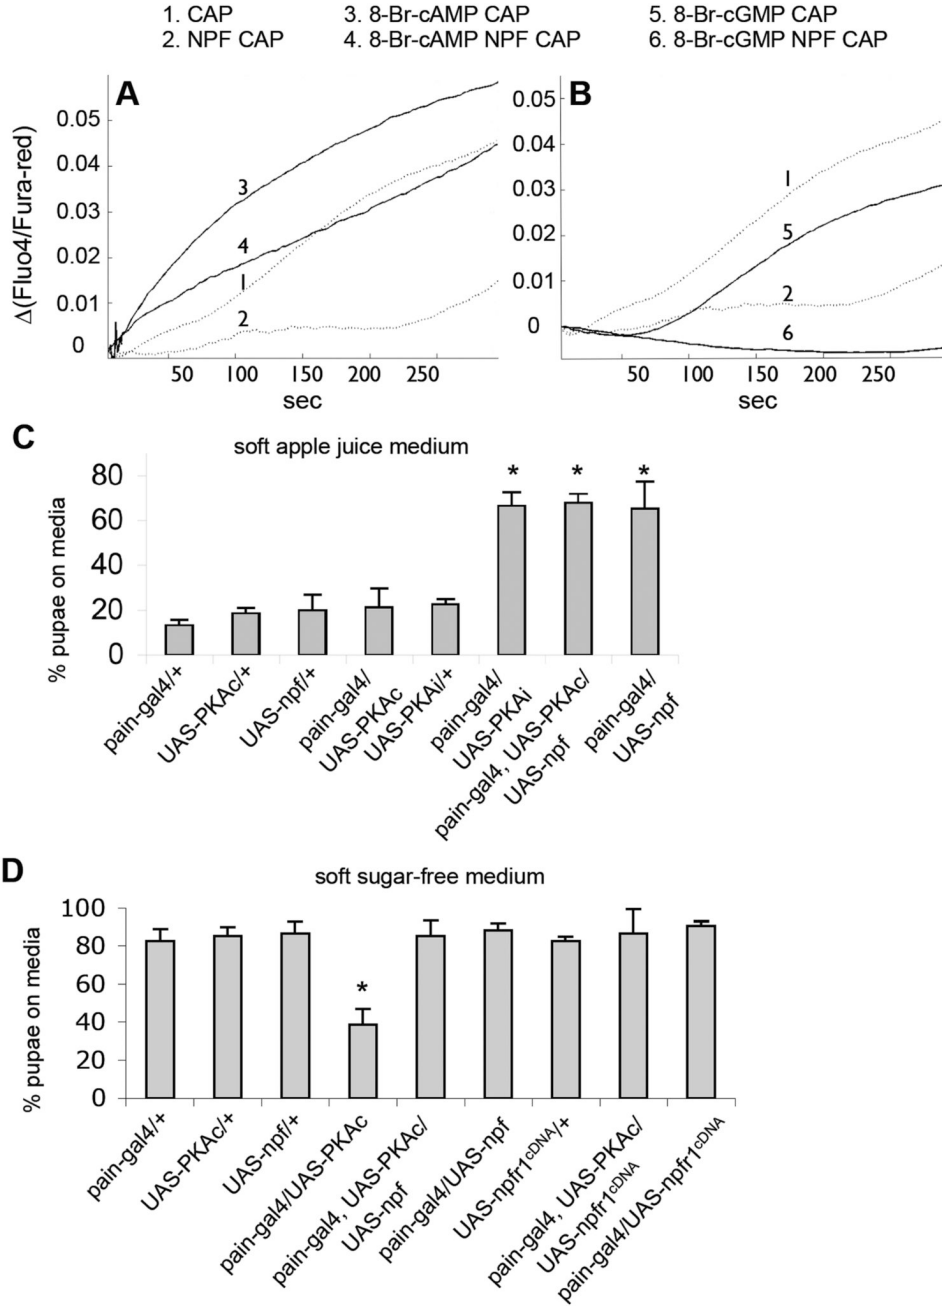 1. CAP 3. 8-Br-cAMP CAP 5. 8-Br-cGMP CAP
2. NPF CAP 4. 8-Br-cAMP NPF CAP 6. 8-Br-cGMP NPF CAP
A
Δ(Fluo4/Fura-red)
0.05
0.04
0.03
0.02
0.01
0
3
4
1
2
50 100 150 200 250
sec
B
0.05
0.04
0.03
0.02
0.01
0
1
5
2
6
50 100 150 200 250
sec
C
soft apple juice medium
% pupae on media
80
60
40
20
0
* * *
pain-gal4/+
UAS-PKAc/+
UAS-npf/+
pain-gal4/
UAS-PKAc
UAS-PKAi/+
pain-gal4/
UAS-PKAi
pain-gal4, UAS-PKAc/
UAS-npf
pain-gal4/
UAS-npf
D
soft sugar-free medium
% pupae on media
100
80
60
40
20
0
*
pain-gal4/+
UAS-PKAc/+
UAS-npf/+
pain-gal4/UAS-PKAc
pain-gal4, UAS-PKAc/
UAS-npf
pain-gal4/UAS-npf
UAS-npfr1cDNA/+
pain-gal4, UAS-PKAc/
UAS-npfr1cDNA
pain-gal4/UAS-npfr1cDNA